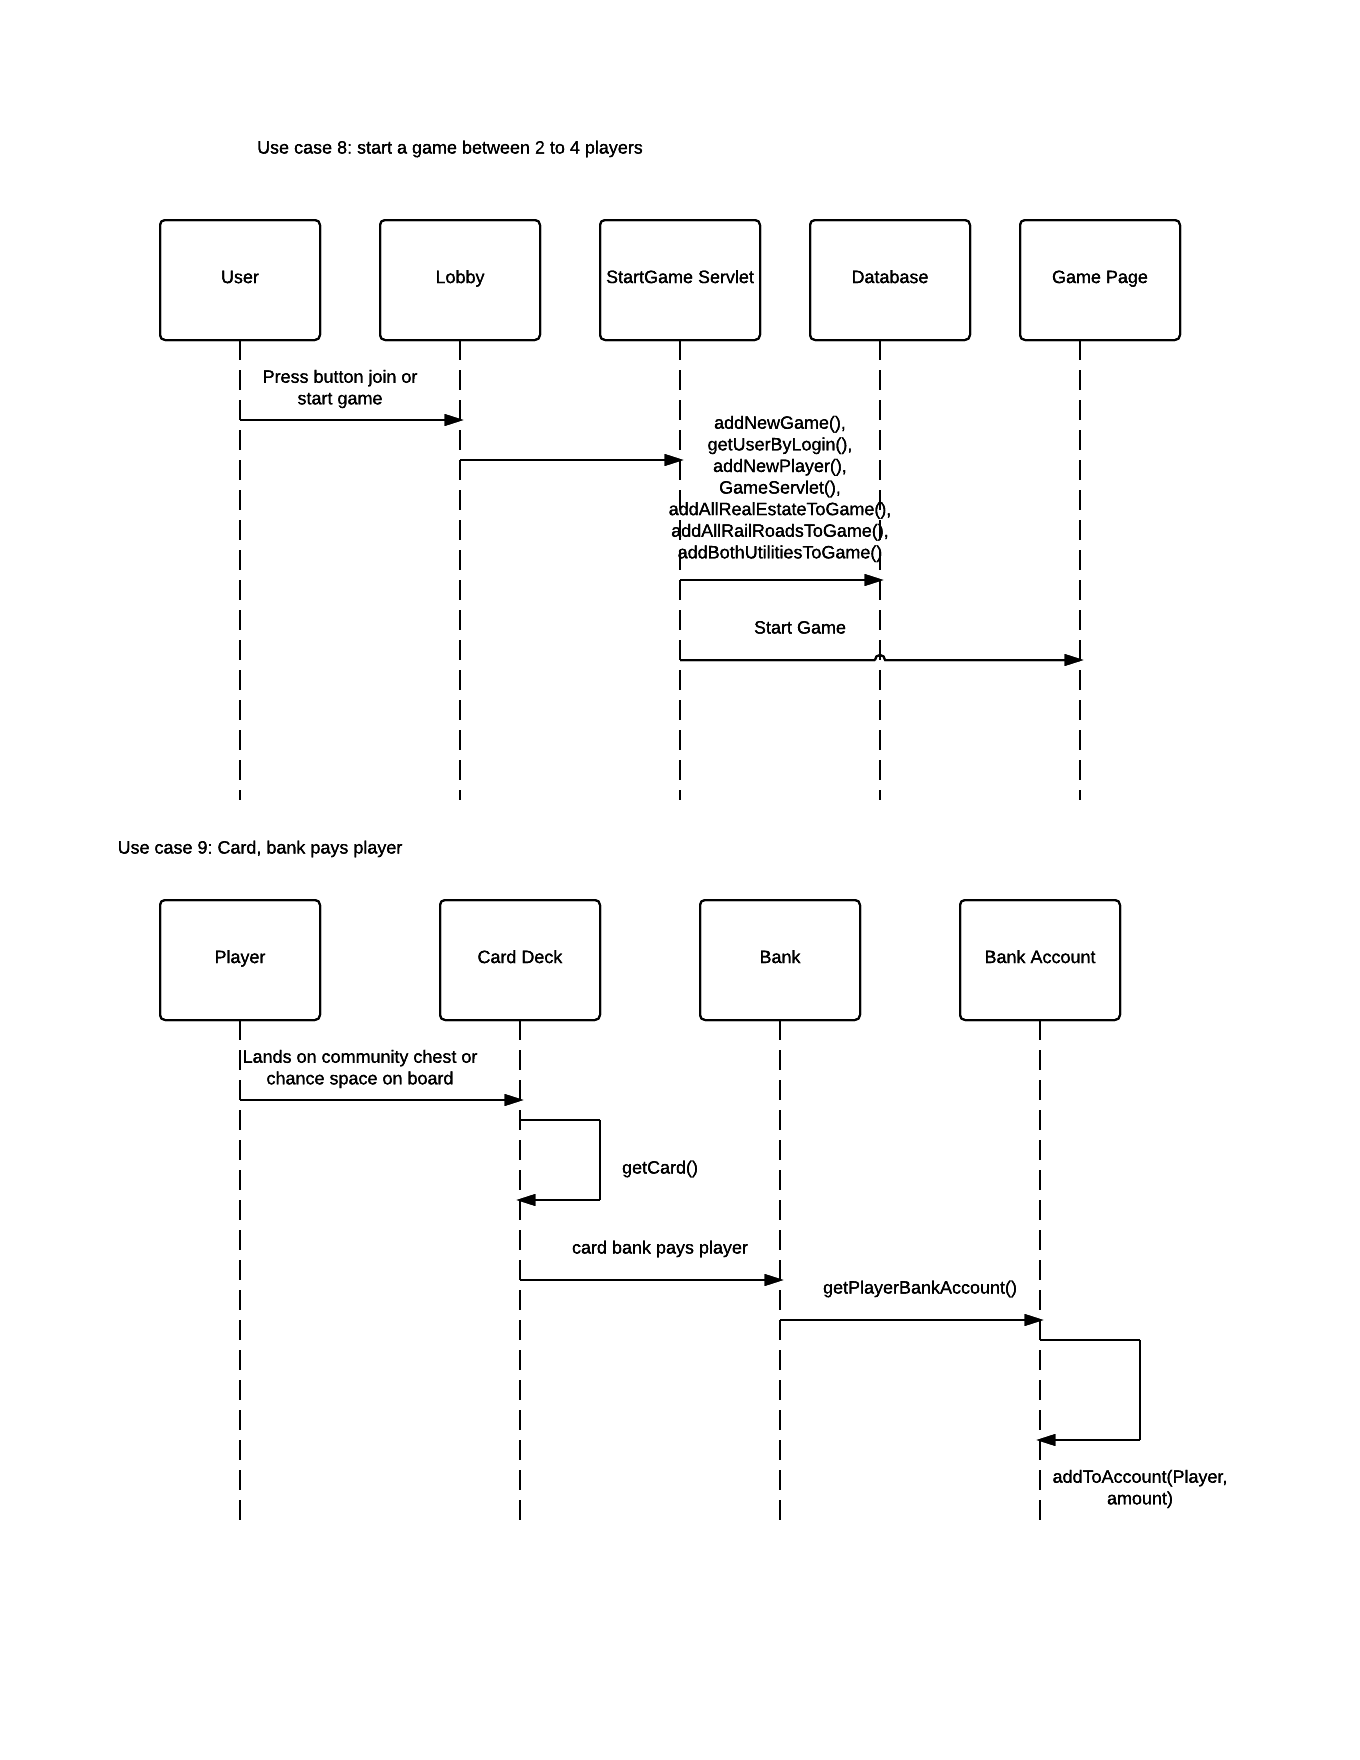 Use case 8: start a game between 2 to 4 players
User
Lobby
StartGame Servlet
Database
Game Page
Press button join or
start game
addNewGame(),
getUserByLogin(),
addNewPlayer(),
GameServlet(),
addAllRealEstateToGame(),
addAllRailRoadsToGame(),
addBothUtilitiesToGame()
Start Game
Use case 9: Card, bank pays player
Player
Card Deck
Bank
Bank Account
Lands on community chest or
chance space on board
getCard()
card bank pays player
getPlayerBankAccount()
addToAccount(Player,
amount)